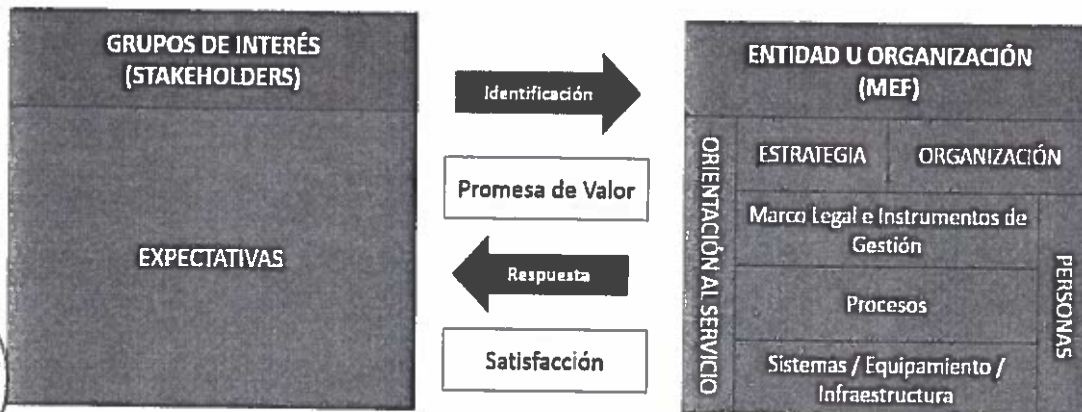 GRUPOS DE INTERÉS
(STAKEHOLDERS)
EXPECTATIVAS
Identificación
Promesa de Valor
Respuesta
Satisfacción
ENTIDAD U ORGANIZACIÓN
(MEF)
ORIENTACIÓN AL SERVICIO
ESTRATEGIA
ORGANIZACIÓN
Marco Legal e Instrumentos de
Gestión
Procesos
Sistemas / Equipamiento /
Infraestructura
PERSONAS